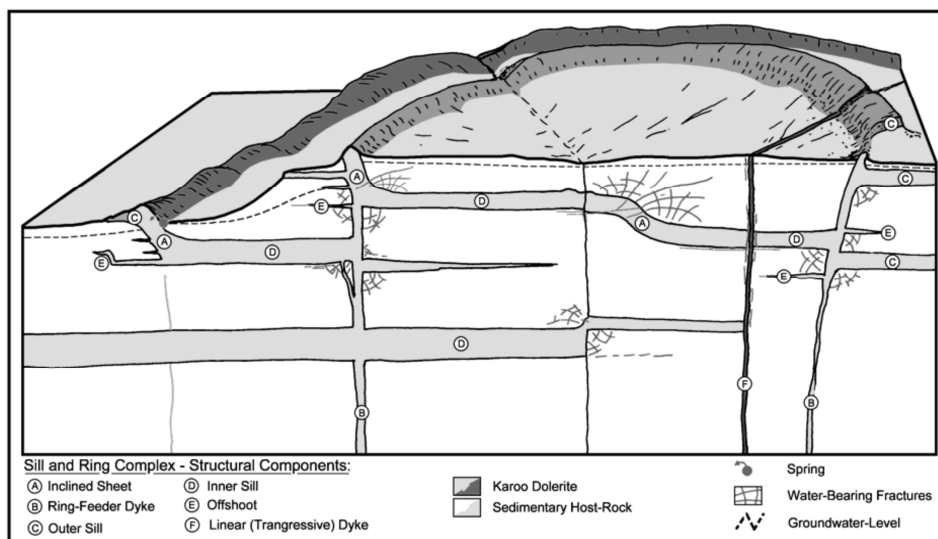 C
A
D
C
A
E
D
A
D
E
C
E
C
E
D
F
B
B
Sill and Ring Complex - Structural Components:
A Inclined Sheet
B Ring-Feeder Dyke
C Outer Sill
D Inner Sill
E Offshoot
F Linear (Trangressive) Dyke
Karoo Dolerite
Sedimentary Host-Rock
Spring
Water-Bearing Fractures
Groundwater-Level